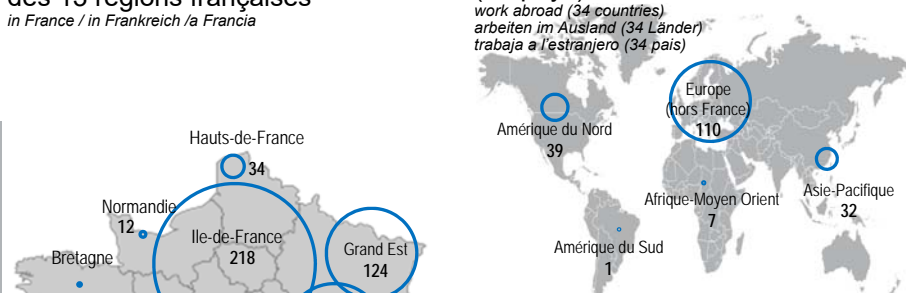 des 13 régions françaises
in France / in Frankreich /a Francia
work abroad (34 countries)
arbeiten im Ausland (34 Länder)
trabaja a l'estranjero (34 pais)
Hauts-de-France
34
Normandie
12
Bretagne
Ile-de-France
218
Grand Est
124
Europe
(hors France)
110
Amérique du Nord
39
Afrique-Moyen Orient
7
Asie-Pacifique
32
Amérique du Sud
1